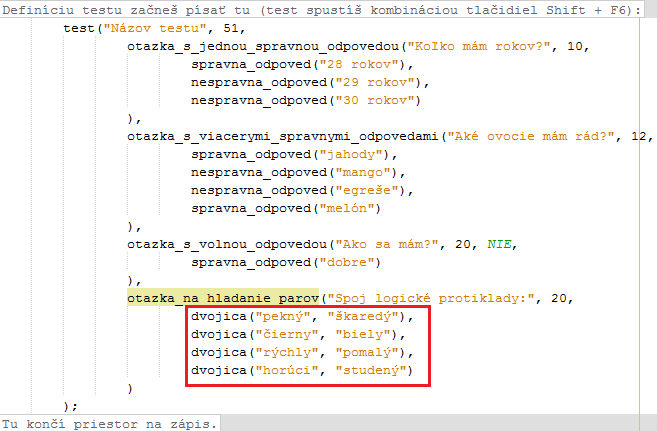 Definíciu testu začneš písať tu (test spustíš kombináciou tlačidiel Shift + F6):
test("Názov testu", 51,
otazka_s_jednou_spravnou_odpovedou("Koľko mám rokov?", 10,
spravna_odpoved("28 rokov"),
nespravna_odpoved("29 rokov"),
nespravna_odpoved("30 rokov")
),
otazka_s_viacerymi_spravnymi_odpovedami("Aké ovocie mám rád?", 12,
spravna_odpoved("jahody"),
nespravna_odpoved("mango"),
nespravna_odpoved("egreše"),
spravna_odpoved("melón")
),
otazka_s_volnou_odpovedou("Ako sa mám?", 20, NIE,
spravna_odpoved("dobre")
),
otazka_na_hladanie_parov("Spoj logické protiklady:", 20,
dvojica("pekný", "škaredý"),
dvojica("čierny", "biely"),
dvojica("rýchly", "pomalý"),
dvojica("horúci", "studený")
)
);
Tu končí priestor na zápis.